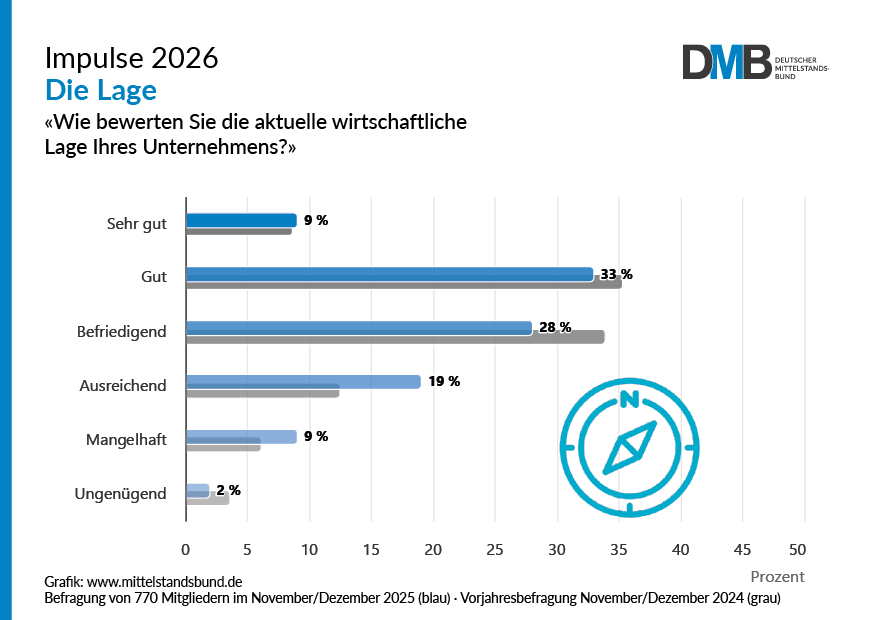 Impulse 2026
Die Lage
«Wie bewerten Sie die aktuelle wirtschaftliche
Lage Ihres Unternehmens?»
DMB DEUTSCHER
MITTELSTANDS-
BUND
Sehr gut 9 %
Gut 33 %
Befriedigend 28 %
Ausreichend 19 %
Mangelhaft 9 %
Ungenügend 2 %
N
0 5 10 15 20 25 30 35 40 45 50
Prozent
Grafik: www.mittelstandsbund.de
Befragung von 770 Mitgliedern im November/Dezember 2025 (blau) · Vorjahresbefragung November/Dezember 2024 (grau)